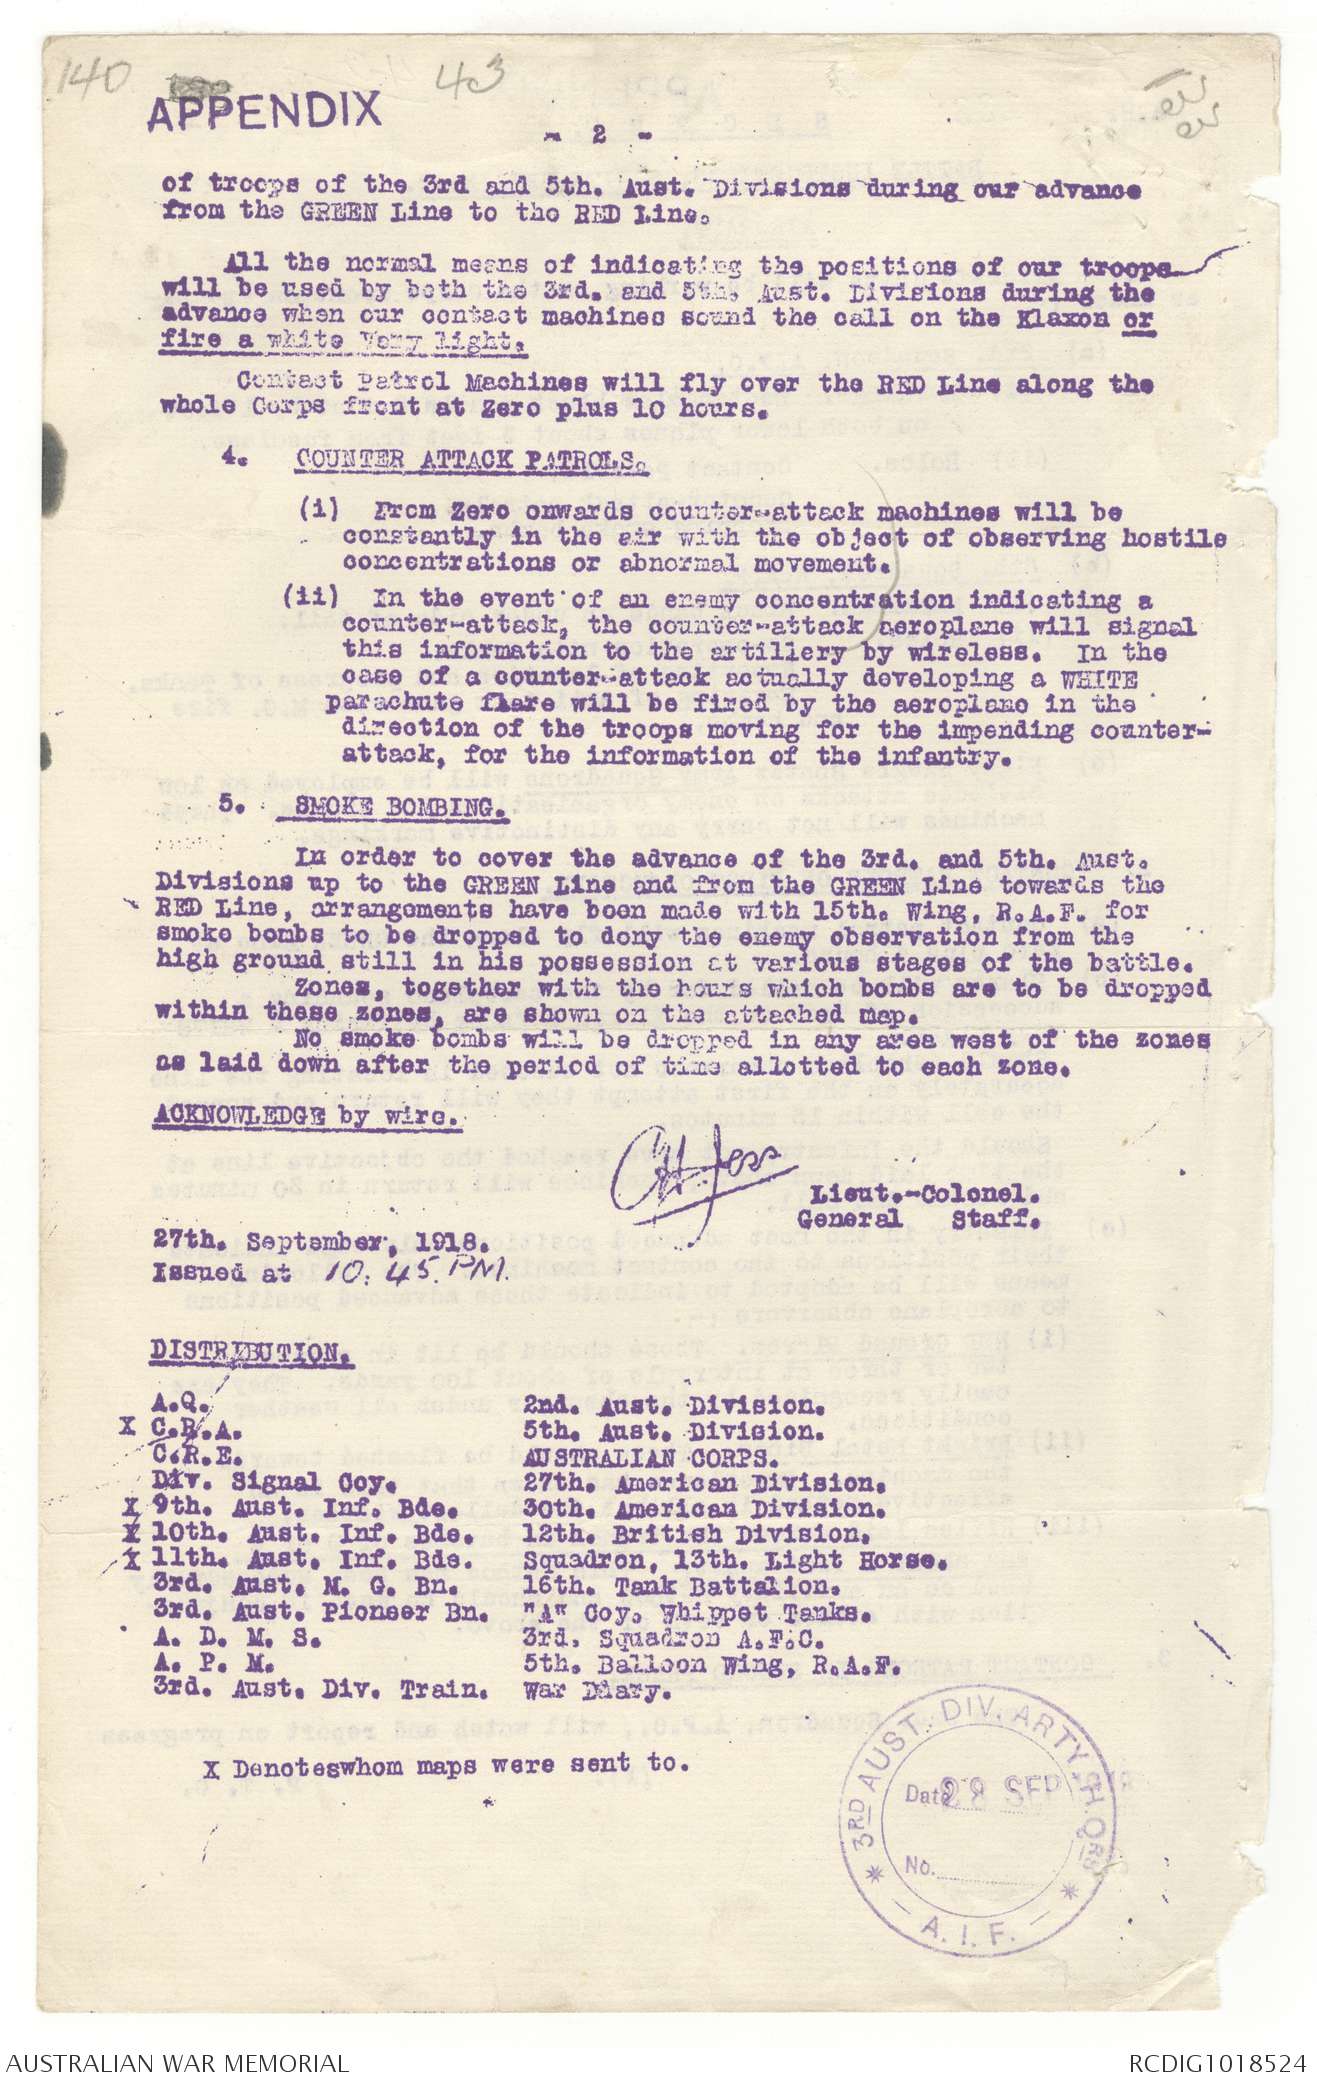 140
43
APPENDIX
- 2 -
of troops of the 3rd and 5th. Aust. Divisions during our advance
from the GREEN Line to the RED Line.
All the normal means of indicating the positions of our troops
will be used by both the 3rd. and 5th. Aust. Divisions during the
advance when our contact machines sound the call on the Klaxon or
fire a white Very light.
Contact Patrol Machines will fly over the RED Line along the
whole Corps front at Zero plus 10 hours.
4. COUNTER ATTACK PATROLS.
(i) From Zero onwards counter-attack machines will be
constantly in the air with the object of observing hostile
concentrations or abnormal movement.
(ii) In the event of an enemy concentration indicating a
counter-attack, the counter-attack aeroplane will signal
this information to the artillery by wireless. In the
case of a counter-attack actually developing a WHITE
parachute flare will be fired by the aeroplane in the
direction of the troops moving for the impending counter-
attack, for the information of the infantry.
5. SMOKE BOMBING.
In order to cover the advance of the 3rd. and 5th. Aust.
Divisions up to the GREEN Line and from the GREEN Line towards the
RED Line, arrangements have been made with 15th. Wing, R.A.F. for
smoke bombs to be dropped to deny the enemy observation from the
high ground still in his possession at various stages of the battle.
Zones, together with the hours which bombs are to be dropped
within these zones, are shown on the attached map.
No smoke bombs will be dropped in any area west of the zones
as laid down after the period of time allotted to each zone.
ACKNOWLEDGE by wire.
CHJess
Lieut.-Colonel.
General Staff.
27th. September, 1918.
Issued at 10.45.PM.
DISTRIBUTION.
A.Q. 2nd. Aust. Division.
X C.R.A. 5th. Aust. Division.
C.R.E. AUSTRALIAN CORPS.
Div. Signal Coy. 27th. American Division.
X 9th. Aust. Inf. Bde. 30th. American Division.
X 10th. Aust. Inf. Bde. 12th. British Division.
X 11th. Aust. Inf. Bde. Squadron, 13th. Light Horse.
3rd. Aust. M. G. Bn. 16th. Tank Battalion.
3rd. Aust. Pioneer Bn. "A" Coy. Whippet Tanks.
A. D. M. S. 3rd. Squadron A.F.C.
A. P. M. 5th. Balloon Wing, R.A.F.
3rd. Aust. Div. Train. War Diary.
X Denoteswhom maps were sent to.
3RD AUST. DIV. ARTY. H.QRS
Date 28 SEP
No.
A.I.F.
AUSTRALIAN WAR MEMORIAL
RCDIG1018524